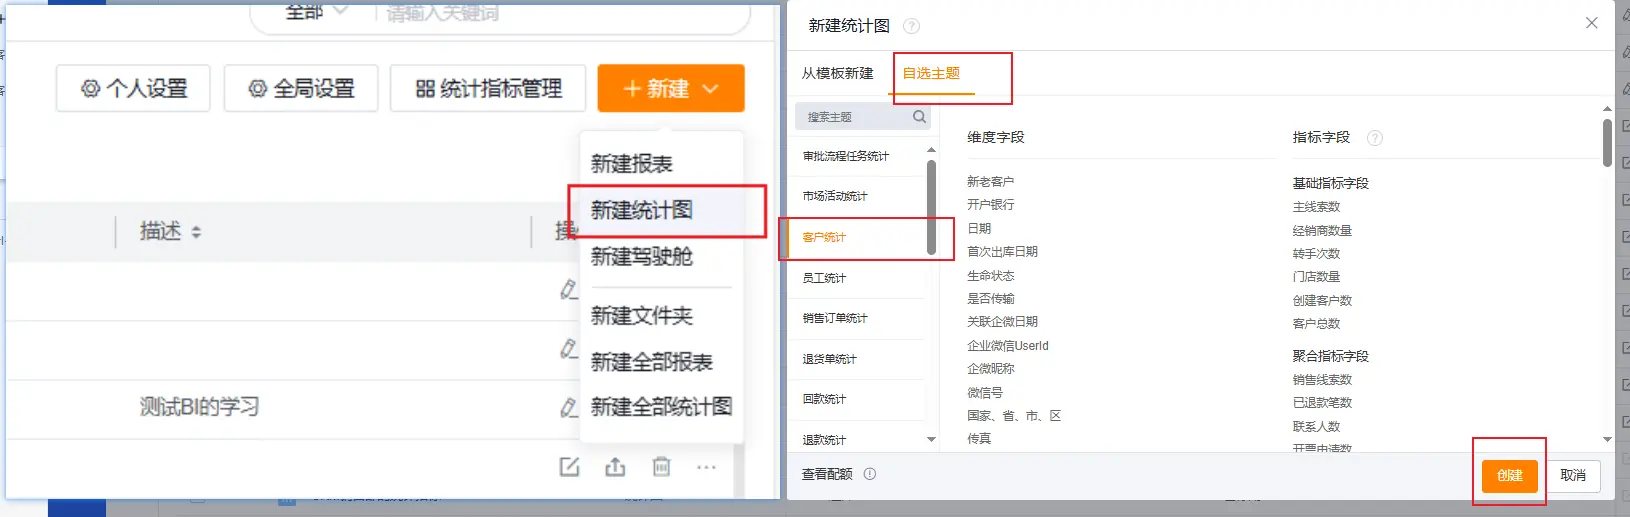 全部
请输入关键词
个人设置
全局设置
统计指标管理
+ 新建
新建报表
新建统计图
新建驾驶舱
新建文件夹
新建全部报表
新建全部统计图
描述
测试BI的学习
新建统计图
从模板新建
自选主题
搜索主题
审批流程任务统计
市场活动统计
客户统计
员工统计
销售订单统计
退货单统计
回款统计
退款统计
维度字段
新老客户
开户银行
日期
首次出库日期
生命状态
是否传输
关联企微日期
企业微信UserId
企微昵称
微信号
国家、省、市、区
传真
指标字段
基础指标字段
主线索数
经销商数量
转手次数
门店数量
创建客户数
客户总数
聚合指标字段
销售线索数
已退款笔数
联系人数
开票申请数
查看配额
创建
取消